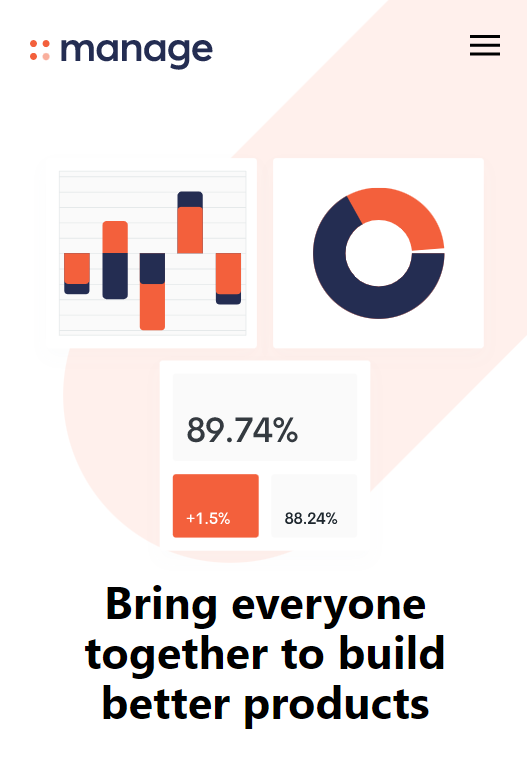 manage
89.74%
+1.5%
88.24%
Bring everyone
together to build
better products